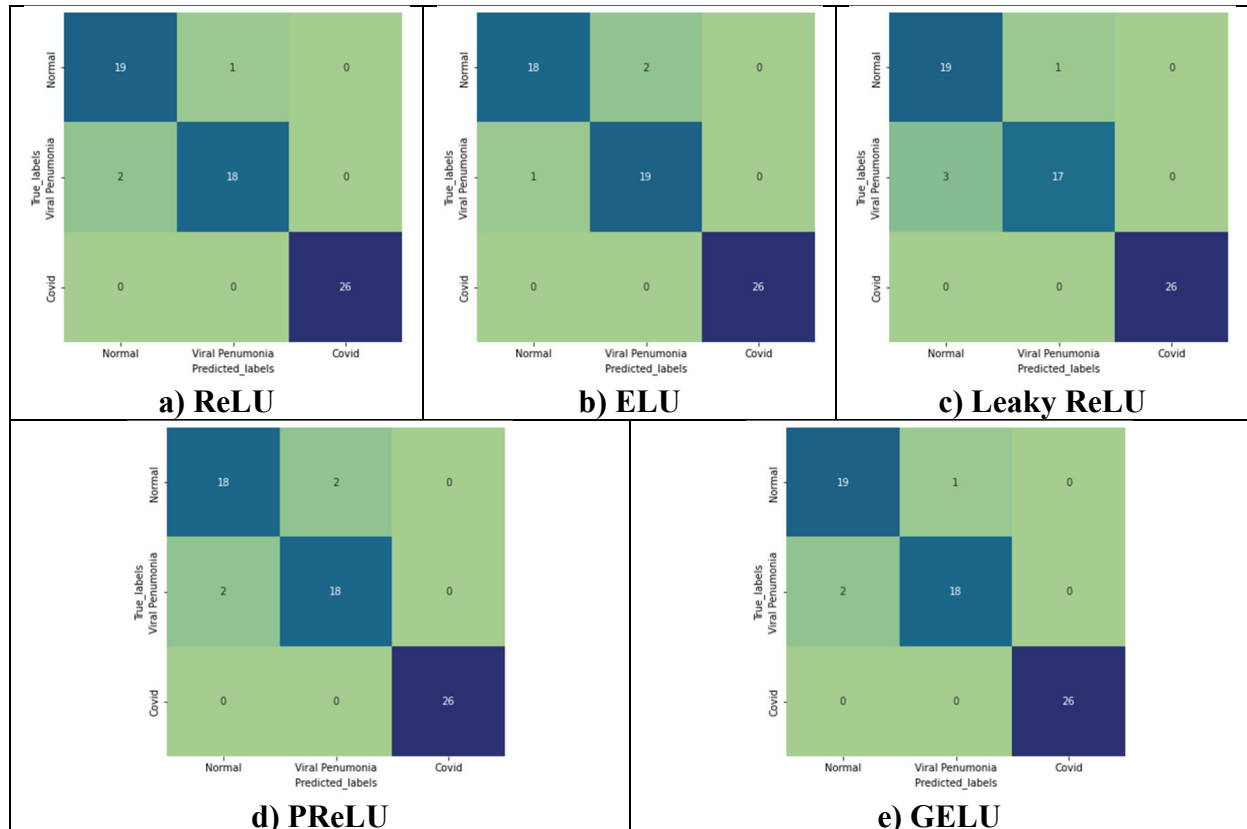 Normal 19 1 0
True_labels
Viral Penumonia 2 18 0
Covid 0 0 26
Normal Viral Penumonia Covid
Predicted_labels
a) ReLU
Normal 18 2 0
True_labels
Viral Penumonia 1 19 0
Covid 0 0 26
Normal Viral Penumonia Covid
Predicted_labels
b) ELU
Normal 19 1 0
True_labels
Viral Penumonia 3 17 0
Covid 0 0 26
Normal Viral Penumonia Covid
Predicted_labels
c) Leaky ReLU
Normal 18 2 0
True_labels
Viral Penumonia 2 18 0
Covid 0 0 26
Normal Viral Penumonia Covid
Predicted_labels
d) PReLU
Normal 19 1 0
True_labels
Viral Penumonia 2 18 0
Covid 0 0 26
Normal Viral Penumonia Covid
Predicted_labels
e) GELU